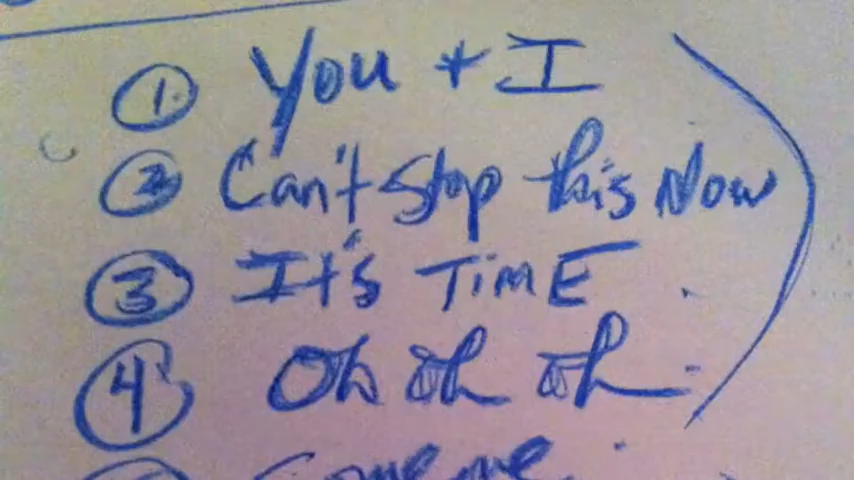 ① You + I
② Can't Stop this Now
③ It's TIME
④ Oh oh oh